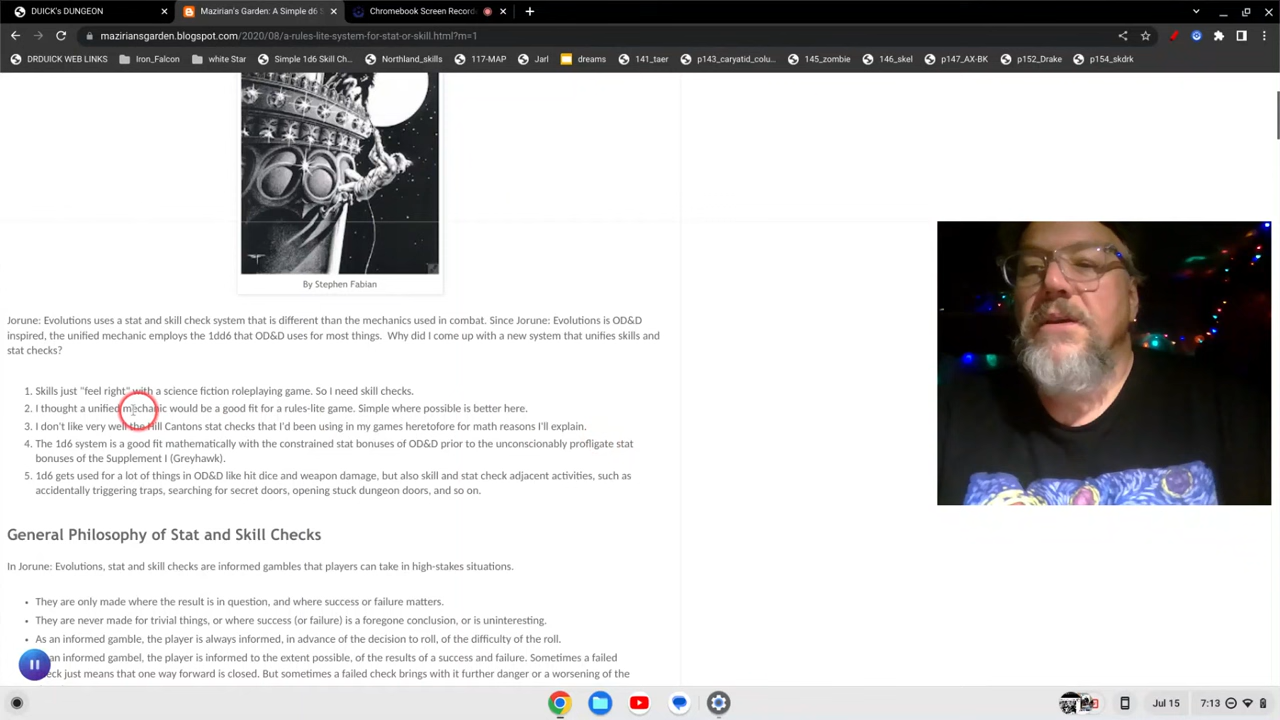 DUICK'S DUNGEON
Mazirian's Garden: A Simple d6 S
Chromebook Screen Record
maziriansgarden.blogspot.com/2020/08/a-rules-lite-system-for-stat-or-skill.html?m=1
DRDUICK WEB LINKS
Iron_Falcon
white Star
Simple 1d6 Skill Ch...
Northland_skills
117-MAP
Jarl
dreams
141_taer
p143_caryatid_colu...
145_zombie
146_skel
p147_AX-BK
p152_Drake
p154_skdrk
By Stephen Fabian
Jorune: Evolutions uses a stat and skill check system that is different than the mechanics used in combat. Since Jorune: Evolutions is OD&D
inspired, the unified mechanic employs the 1dd6 that OD&D uses for most things. Why did I come up with a new system that unifies skills and
stat checks?
1. Skills just "feel right" with a science fiction roleplaying game. So I need skill checks.
2. I thought a unified mechanic would be a good fit for a rules-lite game. Simple where possible is better here.
3. I don't like very well the Hill Cantons stat checks that I'd been using in my games heretofore for math reasons I'll explain.
4. The 1d6 system is a good fit mathematically with the constrained stat bonuses of OD&D prior to the unconscionably profligate stat
bonuses of the Supplement I (Greyhawk).
5. 1d6 gets used for a lot of things in OD&D like hit dice and weapon damage, but also skill and stat check adjacent activities, such as
accidentally triggering traps, searching for secret doors, opening stuck dungeon doors, and so on.
General Philosophy of Stat and Skill Checks
In Jorune: Evolutions, stat and skill checks are informed gambles that players can take in high-stakes situations.
• They are only made where the result is in question, and where success or failure matters.
• They are never made for trivial things, or where success (or failure) is a foregone conclusion, or is uninteresting.
• As an informed gamble, the player is always informed, in advance of the decision to roll, of the difficulty of the roll.
an informed gambel, the player is informed to the extent possible, of the results of a success and failure. Sometimes a failed
eck just means that one way forward is closed. But sometimes a failed check brings with it further danger or a worsening of the
Jul 15
7:13